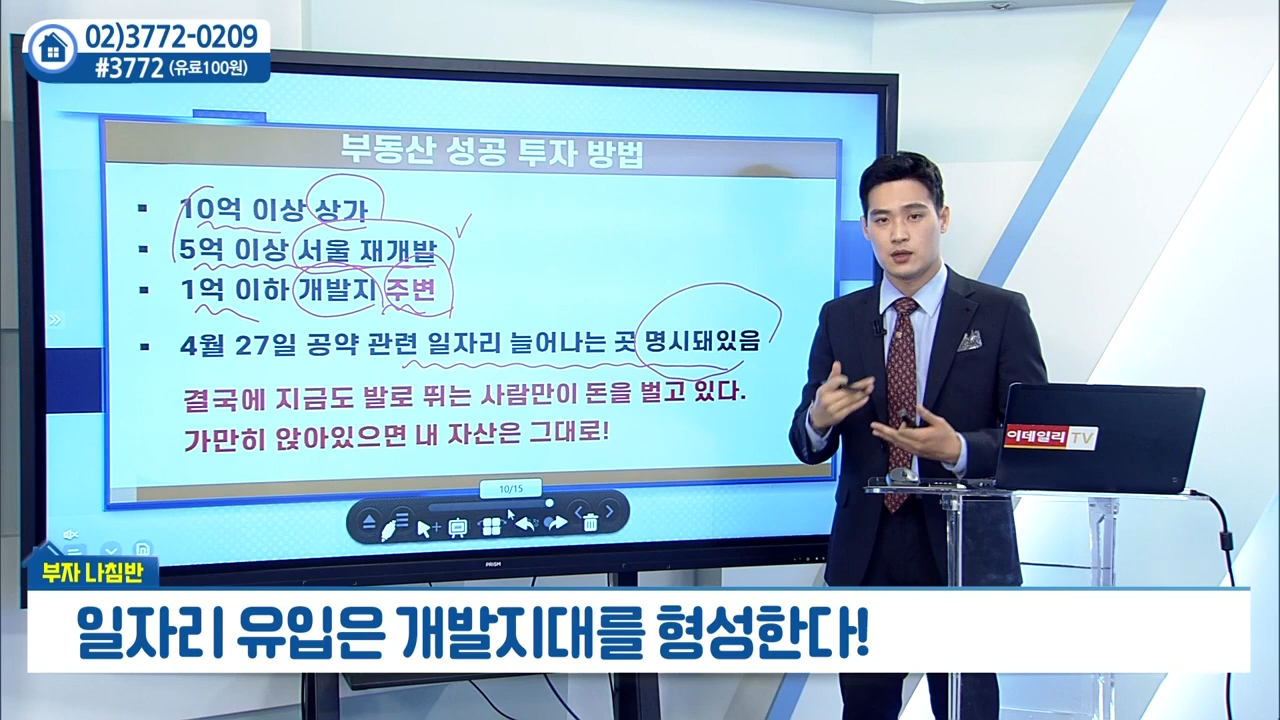 02)3772-0209
#3772 (유료100원)
부동산 성공 투자 방법
▪ 10억 이상 상가
▪ 5억 이상 서울 재개발
▪ 1억 이하 개발지 주변
▪ 4월 27일 공약 관련 일자리 늘어나는 곳 명시돼있음
결국에 지금도 발로 뛰는 사람만이 돈을 벌고 있다.
가만히 앉아있으면 내 자산은 그대로!
10/15
PRISM
이데일리TV
부자 나침반
일자리 유입은 개발지대를 형성한다!